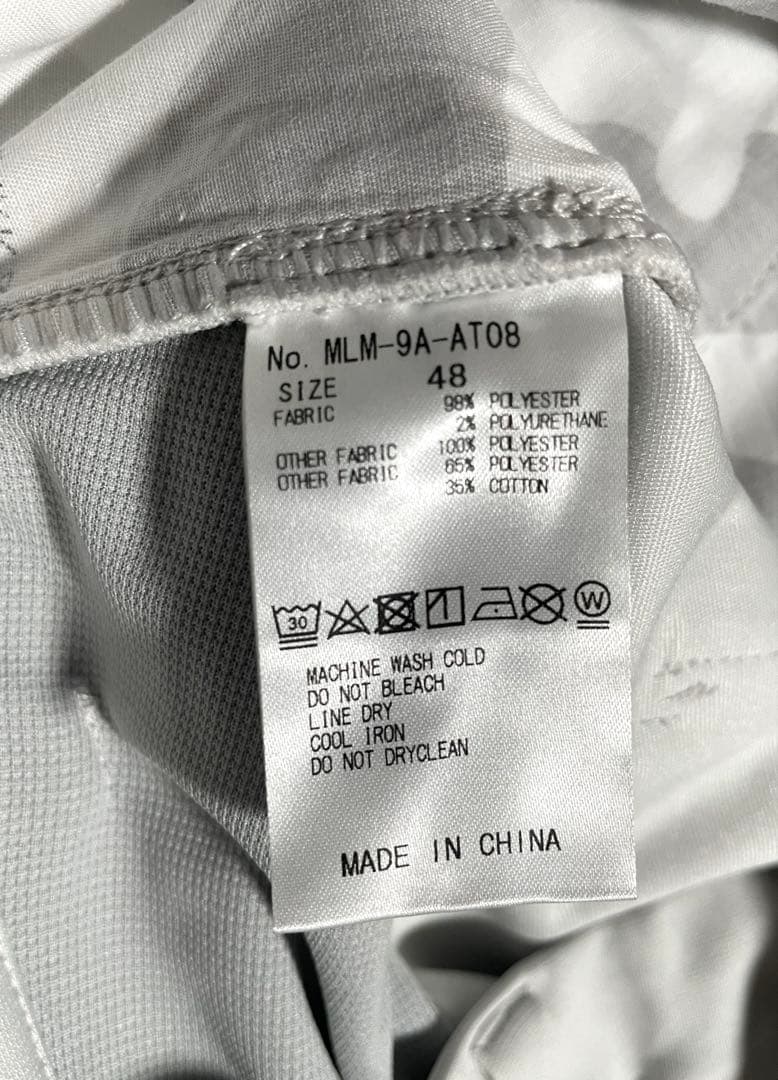 No. MLM-9A-AT08
SIZE 48
FABRIC 98% POLYESTER
2% POLYURETHANE
OTHER FABRIC 100% POLYESTER
OTHER FABRIC 65% POLYESTER
35% COTTON
30 W
MACHINE WASH COLD
DO NOT BLEACH
LINE DRY
COOL IRON
DO NOT DRYCLEAN
MADE IN CHINA